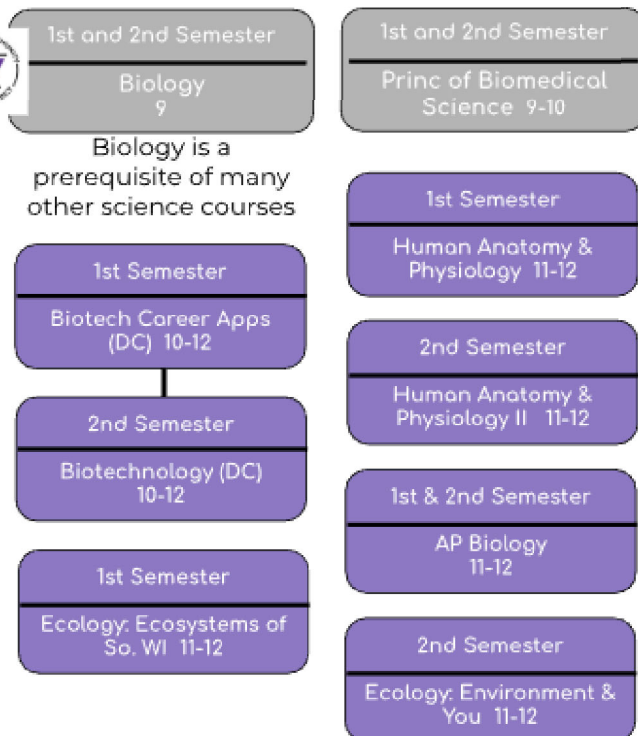 1st and 2nd Semester
Biology
9
Biology is a
prerequisite of many
other science courses
1st Semester
Biotech Career Apps
(DC) 10-12
2nd Semester
Biotechnology (DC)
10-12
1st Semester
Ecology: Ecosystems of
So. WI 11-12
1st and 2nd Semester
Princ of Biomedical
Science 9-10
1st Semester
Human Anatomy &
Physiology 11-12
2nd Semester
Human Anatomy &
Physiology II 11-12
1st & 2nd Semester
AP Biology
11-12
2nd Semester
Ecology: Environment &
You 11-12